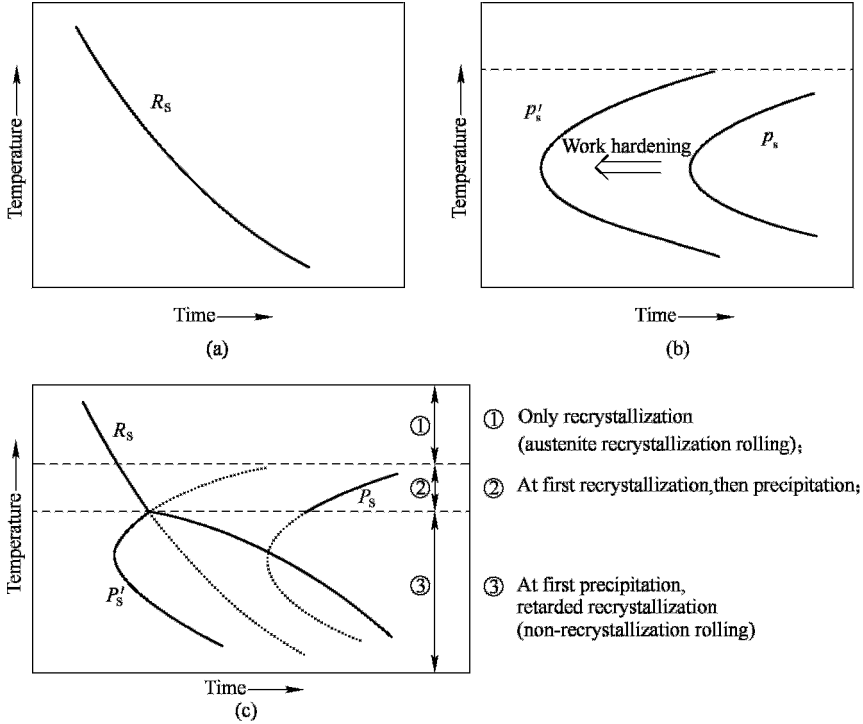 Temperature
R_s
Time
(a)
Temperature
p'_s
Work hardening
p_s
Time
(b)
Temperature
R_s
P_s
P'_s
①
②
③
Time
(c)
① Only recrystallization
(austenite recrystallization rolling);
② At first recrystallization,then precipitation;
③ At first precipitation,
retarded recrystallization
(non-recrystallization rolling)